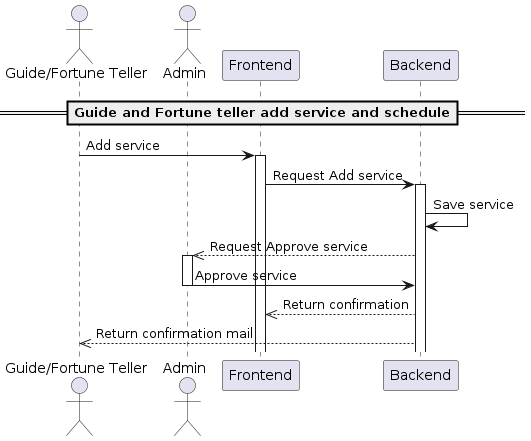 Guide/Fortune Teller Admin Frontend Backend
Guide and Fortune teller add service and schedule
Add service
Request Add service
Save service
Request Approve service
Approve service
Return confirmation
Return confirmation mail
Guide/Fortune Teller Admin Frontend Backend